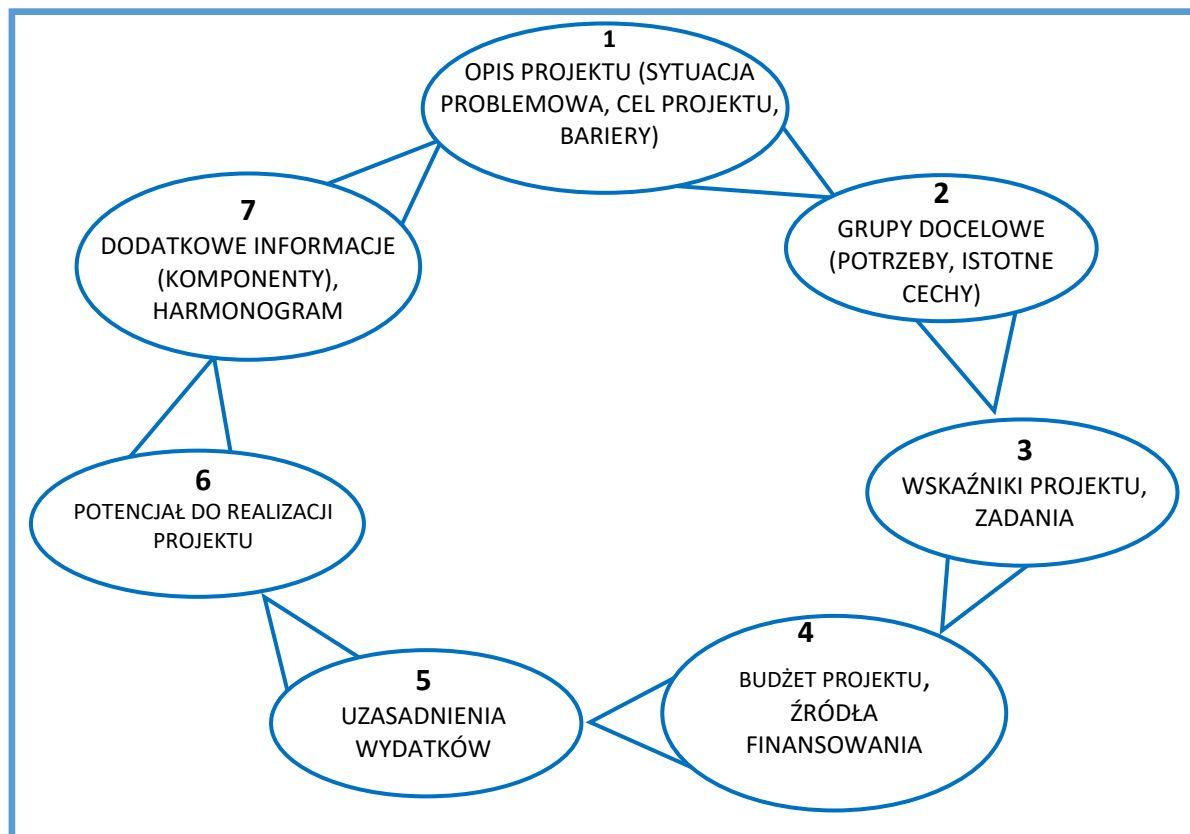 1
OPIS PROJEKTU (SYTUACJA
PROBLEMOWA, CEL PROJEKTU,
BARIERY)
2
GRUPY DOCELOWE
(POTRZEBY, ISTOTNE
CECHY)
3
WSKAŹNIKI PROJEKTU,
ZADANIA
4
BUDŻET PROJEKTU,
ŹRÓDŁA
FINANSOWANIA
5
UZASADNIENIA
WYDATKÓW
6
POTENCJAŁ DO REALIZACJI
PROJEKTU
7
DODATKOWE INFORMACJE
(KOMPONENTY),
HARMONOGRAM